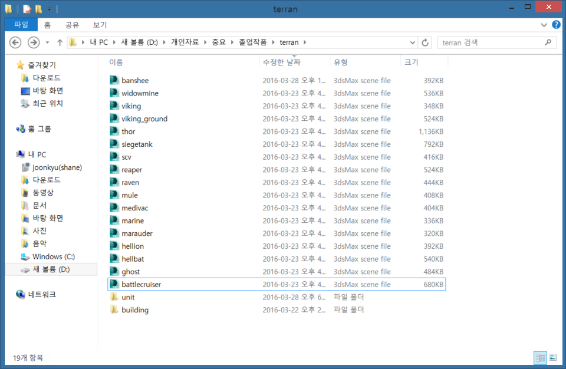 terran
파일 홈 공유 보기
내 PC 새 볼륨 (D:) 개인자료 중요 졸업작품 terran
terran 검색
즐겨찾기
다운로드
바탕 화면
최근 위치
홈 그룹
내 PC
Joonkyu(shane)
다운로드
동영상
문서
바탕 화면
사진
음악
Windows (C:)
새 볼륨 (D:)
네트워크
이름 수정한 날짜 유형 크기
banshee 2016-03-28 오후 1... 3dsMax scene file 392KB
widowmine 2016-03-23 오후 4... 3dsMax scene file 536KB
viking 2016-03-23 오후 4... 3dsMax scene file 348KB
viking_ground 2016-03-23 오후 4... 3dsMax scene file 524KB
thor 2016-03-23 오후 4... 3dsMax scene file 1,136KB
siegetank 2016-03-23 오후 4... 3dsMax scene file 792KB
scv 2016-03-23 오후 4... 3dsMax scene file 416KB
reaper 2016-03-23 오후 4... 3dsMax scene file 524KB
raven 2016-03-23 오후 4... 3dsMax scene file 444KB
mule 2016-03-23 오후 4... 3dsMax scene file 408KB
medivac 2016-03-23 오후 4... 3dsMax scene file 404KB
marine 2016-03-23 오후 4... 3dsMax scene file 336KB
marauder 2016-03-23 오후 4... 3dsMax scene file 320KB
hellion 2016-03-23 오후 4... 3dsMax scene file 392KB
hellbat 2016-03-23 오후 4... 3dsMax scene file 540KB
ghost 2016-03-23 오후 4... 3dsMax scene file 484KB
battlecruiser 2016-03-23 오후 4... 3dsMax scene file 680KB
unit 2016-03-28 오후 6... 파일 폴더
building 2016-03-22 오후 2... 파일 폴더
19개 항목